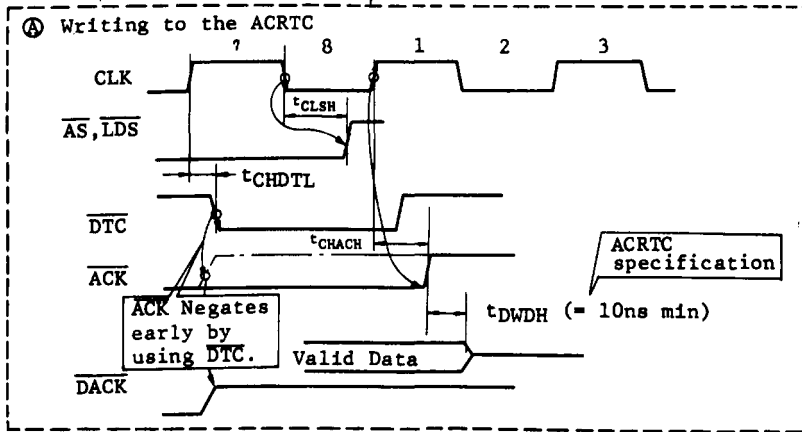 Ⓐ Writing to the ACRTC
7 8 1 2 3
CLK
tCLSH
AS,LDS
tCHDTL
DTC
tCHACH
ACRTC
specification
ACK
tDWDH (= 10ns min)
ACK Negates
early by
using DTC.
Valid Data
DACK